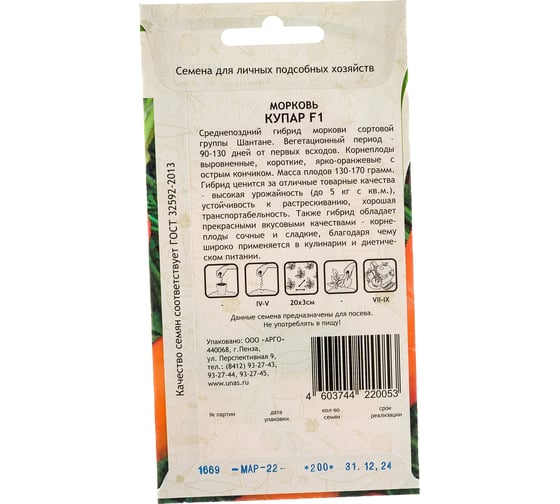 Семена для личных подсобных хозяйств
МОРКОВЬ
КУПАР F1
Среднепоздний гибрид моркови сортовой
группы Шантане. Вегетационный период -
90-130 дней от первых всходов. Корнеплоды
выровненные, короткие, ярко-оранжевые с
острым кончиком. Масса плодов 130-170 грамм.
Гибрид ценится за отличные товарные качества
- высокая урожайность (до 5 кг с кв.м.),
устойчивость к растрескиванию, хорошая
транспортабельность. Также гибрид обладает
прекрасными вкусовыми качествами - корне-
плоды сочные и сладкие, благодаря чему
широко применяется в кулинарии и диетиче-
ском питании.
- IV-V 20х3см - VII-IX
Данные семена предназначены для посева.
Не употреблять в пищу!
Упаковано: ООО «АРГО»
440068, г.Пенза,
ул. Перспективная 9,
тел.: (8412) 93-27-43,
93-27-44, 93-27-45,
www.unas.ru
4 603744 220053
№ партии дата упаковки кол-во семян срок реализации
1669 -МАР-22- *200* 31.12.24
Качество семян соответствует ГОСТ 32592-2013